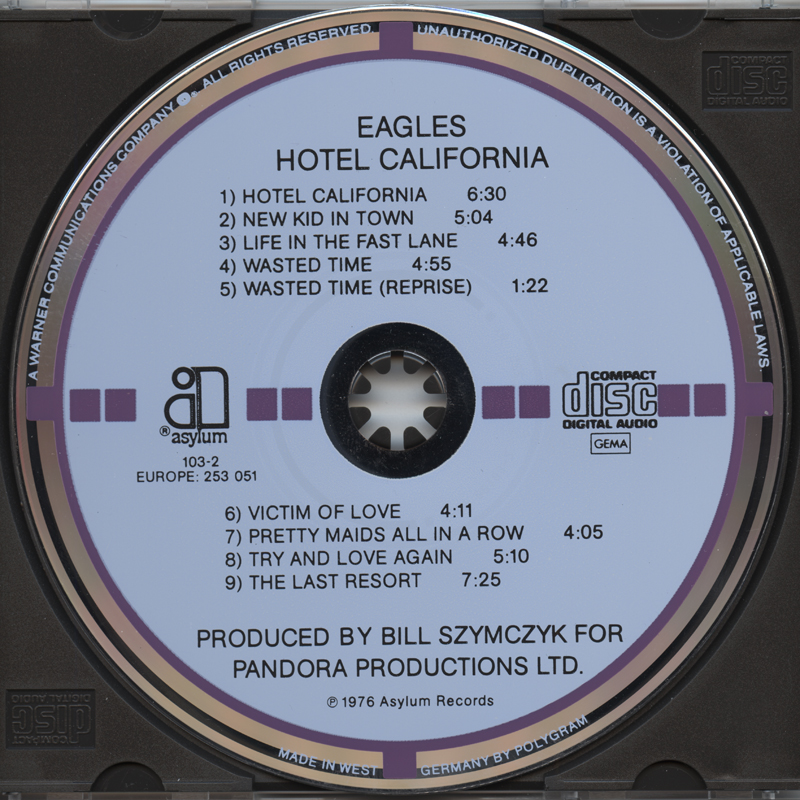 A WARNER COMMUNICATIONS COMPANY ALL RIGHTS RESERVED. UNAUTHORIZED DUPLICATION IS A VIOLATION OF APPLICABLE LAWS
COMPACT
disc
DIGITAL AUDIO
EAGLES
HOTEL CALIFORNIA
1) HOTEL CALIFORNIA 6:30
2) NEW KID IN TOWN 5:04
3) LIFE IN THE FAST LANE 4:46
4) WASTED TIME 4:55
5) WASTED TIME (REPRISE) 1:22
® asylum
103-2
EUROPE: 253 051
COMPACT
disc
DIGITAL AUDIO
GEMA
6) VICTIM OF LOVE 4:11
7) PRETTY MAIDS ALL IN A ROW 4:05
8) TRY AND LOVE AGAIN 5:10
9) THE LAST RESORT 7:25
PRODUCED BY BILL SZYMCZYK FOR
PANDORA PRODUCTIONS LTD.
℗ 1976 Asylum Records
COMPACT
disc
DIGITAL AUDIO
MADE IN WEST GERMANY BY POLYGRAM